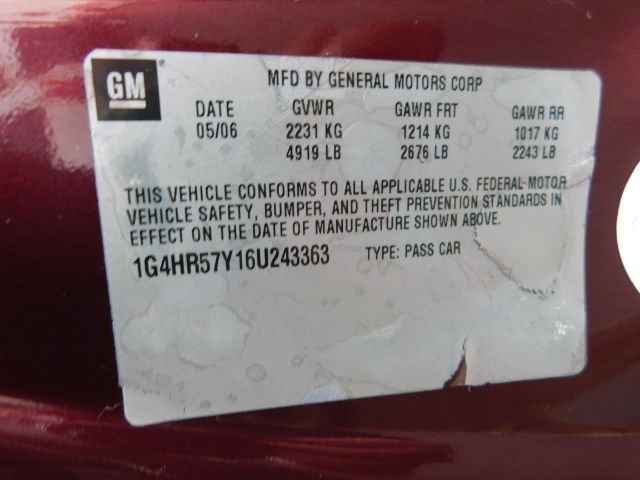 GM ®
MFD BY GENERAL MOTORS CORP
DATE GVWR GAWR FRT GAWR RR
05/06 2231 KG 1214 KG 1017 KG
4919 LB 2676 LB 2243 LB
THIS VEHICLE CONFORMS TO ALL APPLICABLE U.S. FEDERAL MOTOR
VEHICLE SAFETY, BUMPER, AND THEFT PREVENTION STANDARDS IN
EFFECT ON THE DATE OF MANUFACTURE SHOWN ABOVE.
1G4HR57Y16U243363 TYPE: PASS CAR